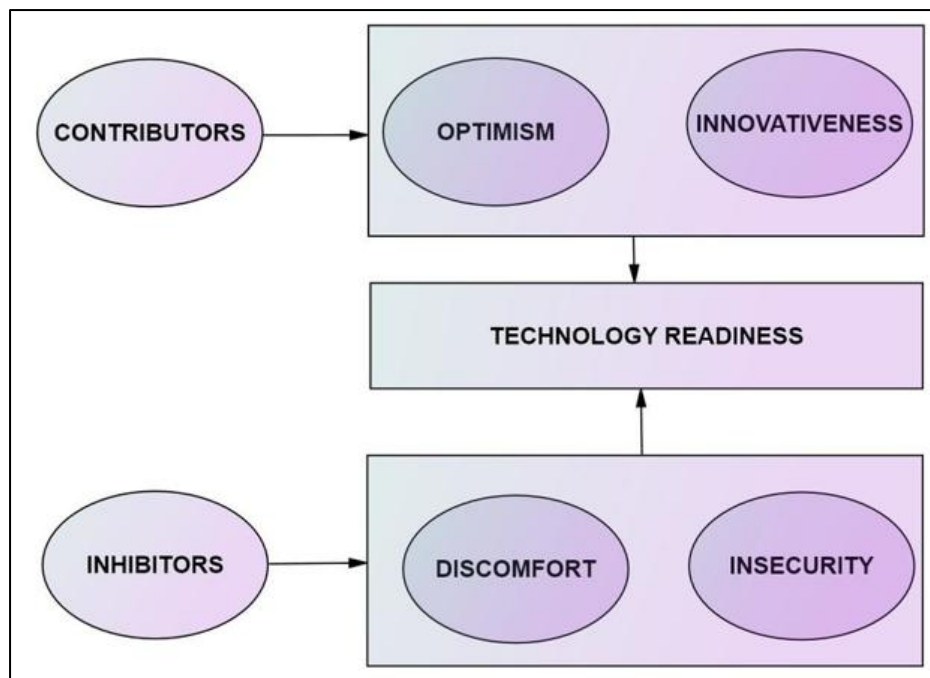 CONTRIBUTORS
OPTIMISM
INNOVATIVENESS
TECHNOLOGY READINESS
INHIBITORS
DISCOMFORT
INSECURITY